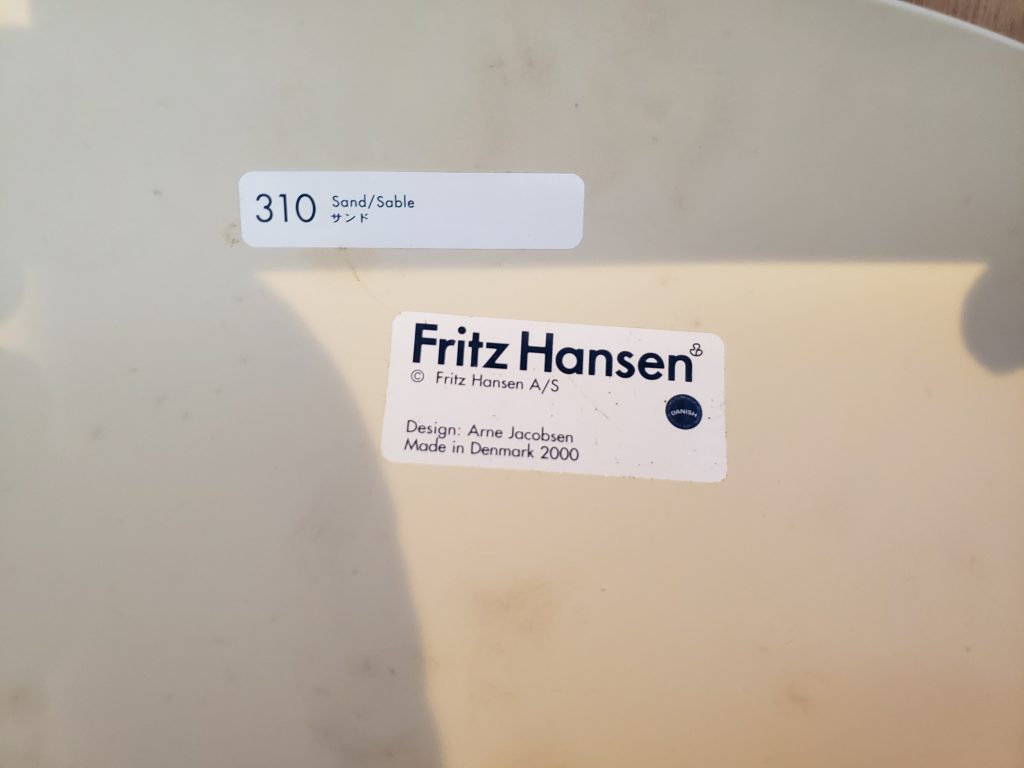 310 Sand/Sable
サンド
Fritz Hansen
© Fritz Hansen A/S
DANISH
Design: Arne Jacobsen
Made in Denmark 2000